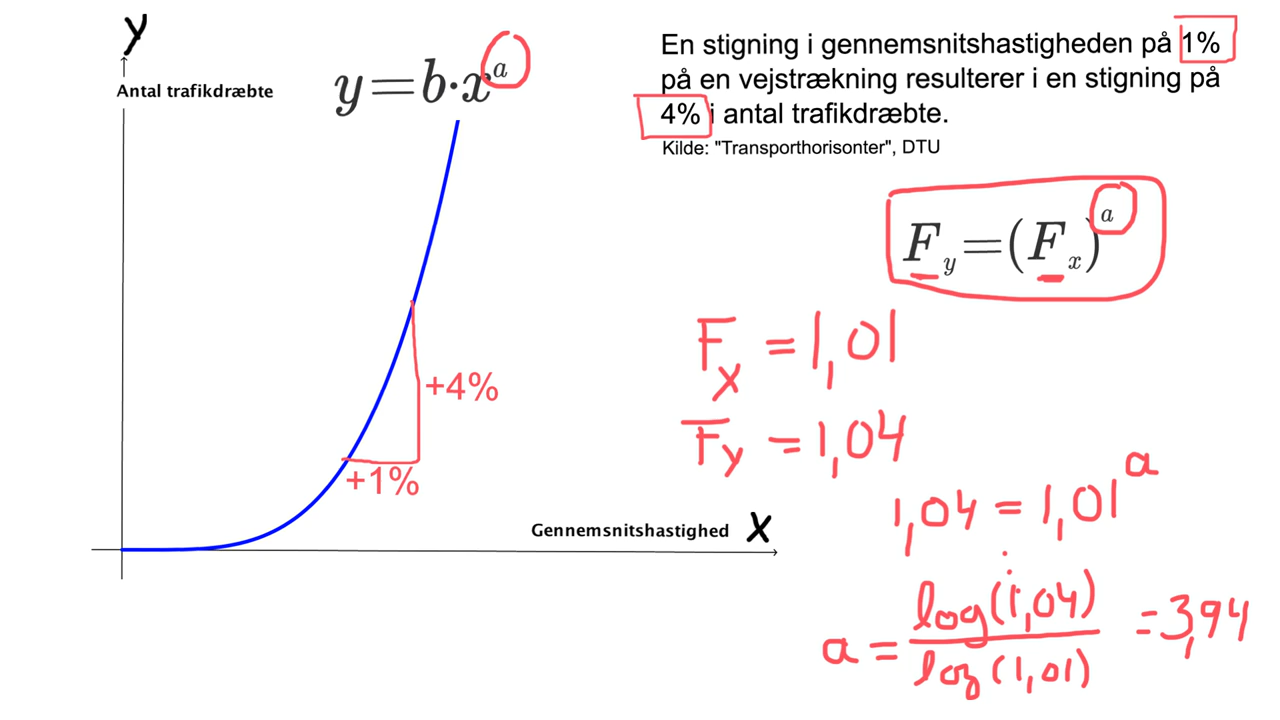 y
Antal trafikdræbte
y=b·x^a
En stigning i gennemsnitshastigheden på 1%
på en vejstrækning resulterer i en stigning på
4% i antal trafikdræbte.
Kilde: "Transporthorisonter", DTU
F_y=(F_x)^a
F_x = 1,01
F_y = 1,04
+4%
+1%
1,04 = 1,01^a
Gennemsnitshastighed x
a = log(1,04) / log(1,01) = 3,94